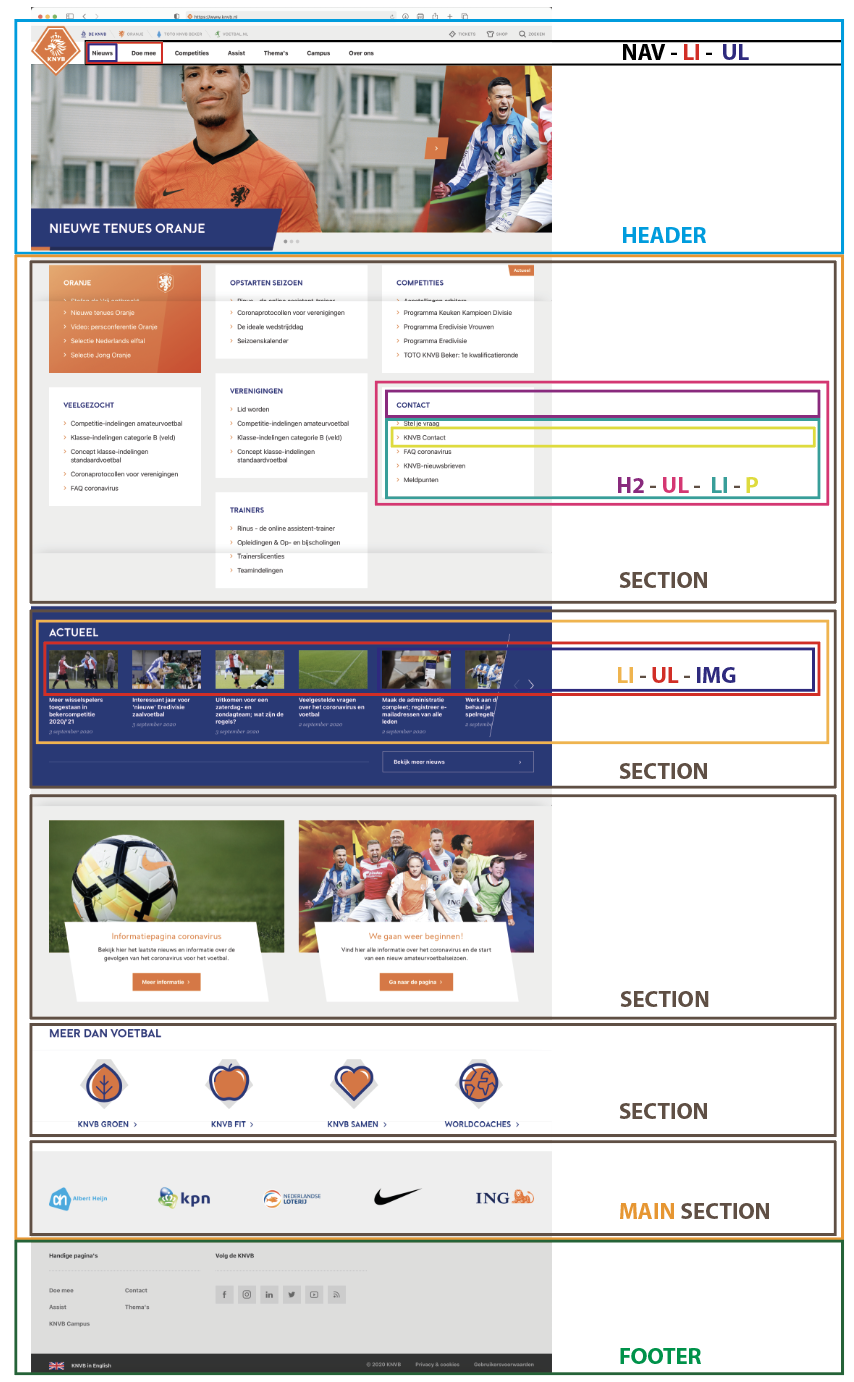 https://www.knvb.nl
DE KNVB ORANJE TOTO KNVB BEKER VOETBAL.NL TICKETS SHOP ZOEKEN
KNVB
Nieuws Doe mee Competities Assist Thema's Campus Over ons
NAV - LI - UL
NIEUWE TENUES ORANJE
HEADER
ORANJE
Nieuwe tenues Oranje
Video: persconferentie Oranje
Selectie Nederlands elftal
Selectie Jong Oranje
OPSTARTEN SEIZOEN
Rinus - de online assistent-trainer
Coronaprotocollen voor verenigingen
De ideale wedstrijddag
Seizoenskalender
Actueel
COMPETITIES
Programma Keuken Kampioen Divisie
Programma Eredivisie Vrouwen
Programma Eredivisie
TOTO KNVB Beker: 1e kwalificatieronde
VEELGEZOCHT
Competitie-indelingen amateurvoetbal
Klasse-indelingen categorie B (veld)
Concept klasse-indelingen
standaardvoetbal
Coronaprotocollen voor verenigingen
FAQ coronavirus
VERENIGINGEN
Lid worden
Competitie-indelingen amateurvoetbal
Klasse-indelingen categorie B (veld)
Concept klasse-indelingen
standaardvoetbal
CONTACT
Stel je vraag
KNVB Contact
FAQ coronavirus
KNVB-nieuwsbrieven
Meldpunten
H2 - UL - LI - P
TRAINERS
Rinus – de online assistent-trainer
Opleidingen & Op- en bijscholingen
Trainerslicenties
Teamindelingen
SECTION
ACTUEEL
LI - UL - IMG
Meer wisselspelers
toegestaan in
bekercompetitie
2020/'21
3 september 2020
Interessant jaar voor
'nieuwe' Eredivisie
zaalvoetbal
3 september 2020
Uitkomen voor een
zaterdag- en
zondagteam; wat zijn de
regels?
3 september 2020
Veelgestelde vragen
over het coronavirus en
voetbal
2 september 2020
Maak de administratie
compleet; registreer e-
mailadressen van alle
leden
2 september 2020
Werk aan d
behaal je
spelregelb
2 septemb
Bekijk meer nieuws
SECTION
Informatiepagina coronavirus
Bekijk hier het laatste nieuws en informatie over de
gevolgen van het coronavirus voor het voetbal.
Meer informatie
We gaan weer beginnen!
Vind hier alle informatie over het coronavirus en de start
van een nieuw amateurvoetbalseizoen.
Ga naar de pagina
SECTION
MEER DAN VOETBAL
KNVB GROEN KNVB FIT KNVB SAMEN WORLDCOACHES
SECTION
ah Albert Heijn kpn NEDERLANDSE
LOTERIJ ING
MAIN SECTION
Handige pagina's Volg de KNVB
Doe mee Contact
Assist Thema's
KNVB Campus
FOOTER
KNVB in English © 2020 KNVB Privacy & cookies Gebruikersvoorwaarden